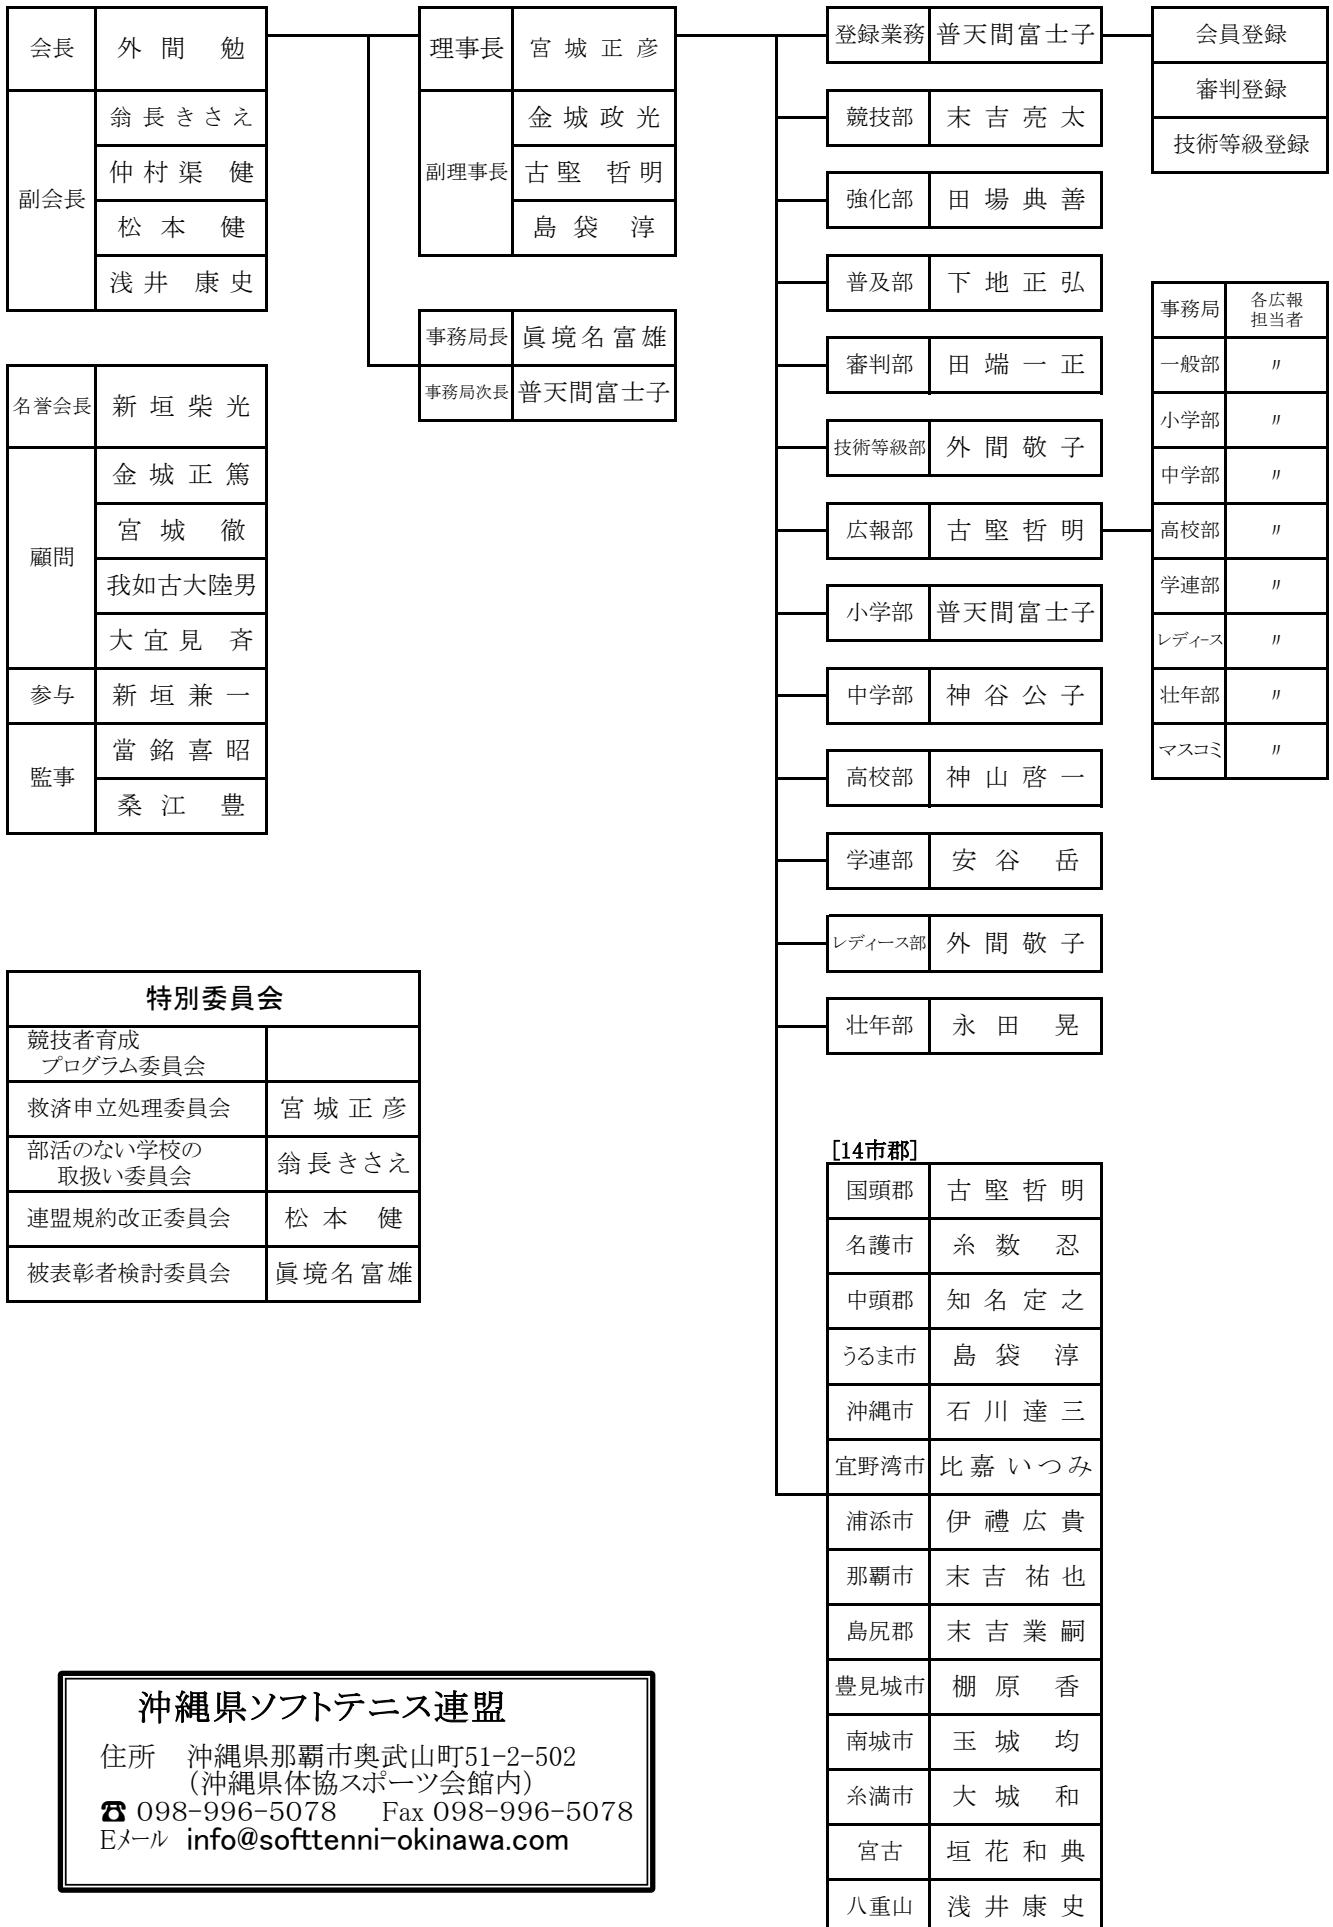 会長 外間 勉
副会長 翁長きさえ
仲村渠 健
松本 健
浅井 康史
名誉会長 新垣柴光
顧問 金城正篤
宮城 徹
我如古大陸男
大宜見 斉
参与 新垣兼一
監事 當銘喜昭
桑江 豊
理事長 宮城正彦
副理事長 金城政光
古堅 哲明
島袋 淳
事務局長 眞境名富雄
事務局次長 普天間富士子
登録業務 普天間富士子
競技部 末吉亮太
強化部 田場典善
普及部 下地正弘
審判部 田端一正
技術等級部 外間敬子
広報部 古堅哲明
小学部 普天間富士子
中学部 神谷公子
高校部 神山啓一
学連部 安谷 岳
レディース部 外間敬子
壮年部 永田 晃
会員登録
審判登録
技術等級登録
事務局 各広報
担当者
一般部 〃
小学部 〃
中学部 〃
高校部 〃
学連部 〃
レディース 〃
壮年部 〃
マスコミ 〃
特別委員会
競技者育成
プログラム委員会
救済申立処理委員会 宮城正彦
部活のない学校の
取扱い委員会 翁長きさえ
連盟規約改正委員会 松本 健
被表彰者検討委員会 眞境名富雄
[14市郡]
国頭郡 古堅哲明
名護市 糸数 忍
中頭郡 知名定之
うるま市 島袋 淳
沖縄市 石川達三
宜野湾市 比嘉いつみ
浦添市 伊禮広貴
那覇市 末吉祐也
島尻郡 末吉業嗣
豊見城市 棚原 香
南城市 玉城 均
糸満市 大城 和
宮古 垣花和典
八重山 浅井康史
沖縄県ソフトテニス連盟
住所 沖縄県那覇市奥武山町51-2-502
(沖縄県体協スポーツ会館内)
☎ 098-996-5078 Fax 098-996-5078
Eメール info@softtenni-okinawa.com